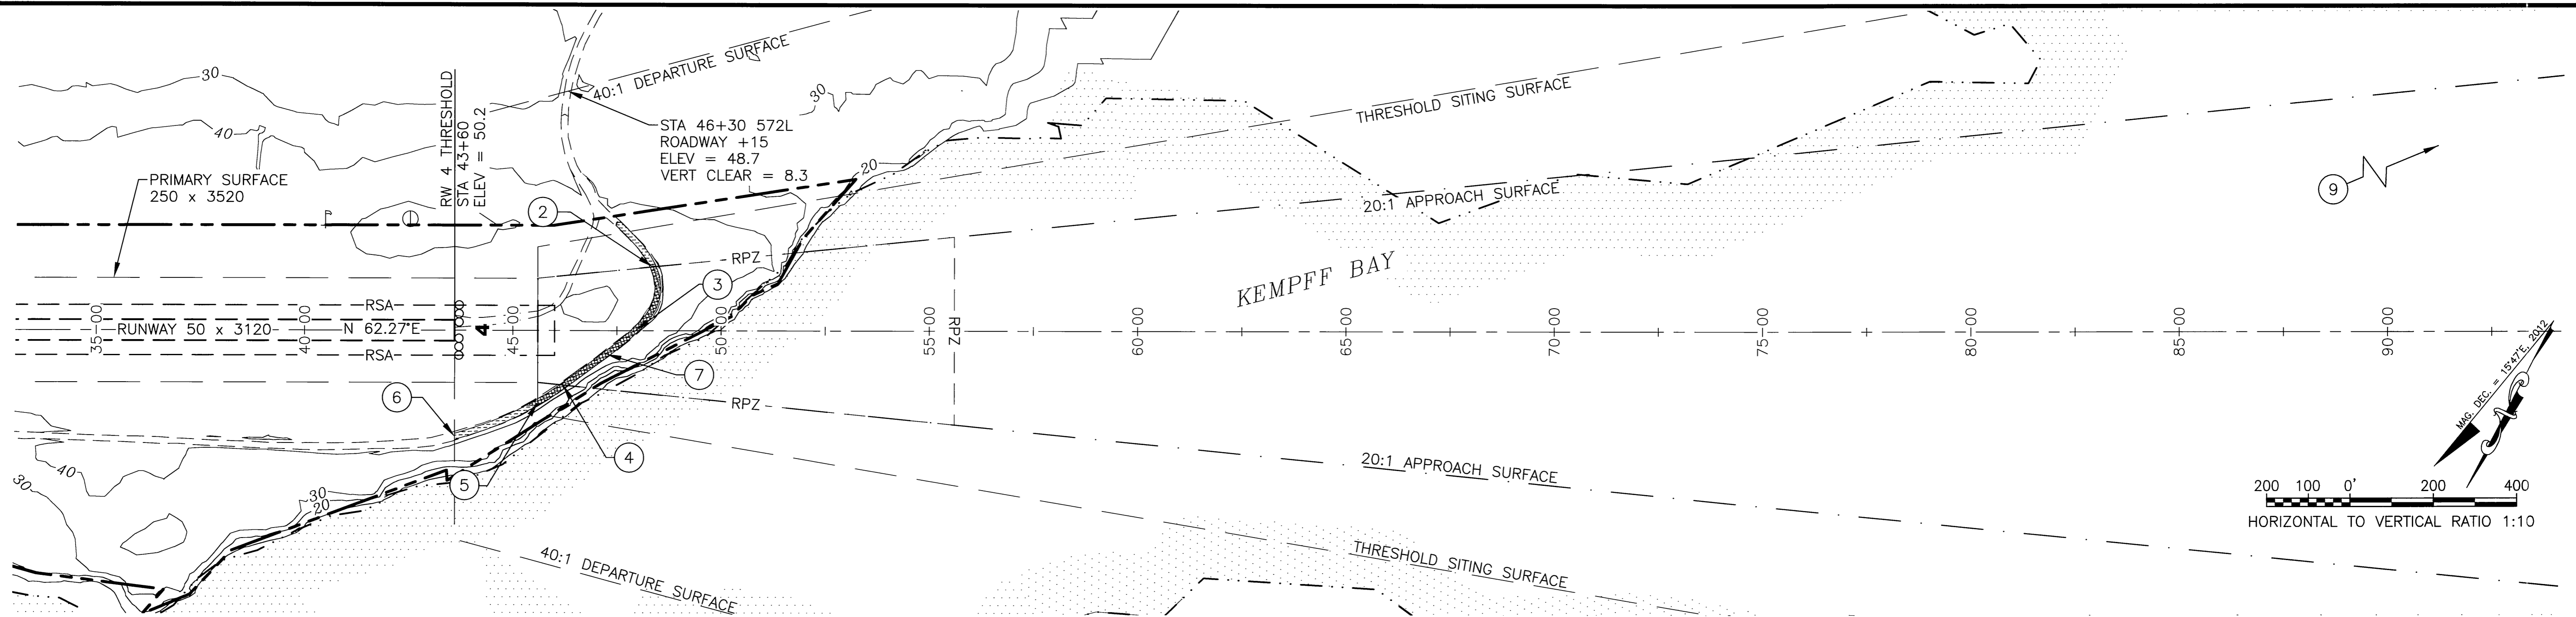 30
40:1 DEPARTURE SURFACE
30
40
RW 4 THRESHOLD
STA 43+60
ELEV = 50.2
STA 46+30 572L
ROADWAY +15
ELEV = 48.7
VERT CLEAR = 8.3
20
THRESHOLD SITING SURFACE
PRIMARY SURFACE
250 x 3520
1
2
20:1 APPROACH SURFACE
9
RPZ
3
KEMPFF BAY
RSA
35+00
RUNWAY 50 x 3120
40+00
N 62.27°E
4
45+00
50+00
55+00
RPZ
60+00
65+00
70+00
75+00
80+00
85+00
90+00
RSA
7
6
RPZ
MAG. DEC. = 15°47'E, 2012
40
30
4
5
20:1 APPROACH SURFACE
30
20
200 100 0' 200 400
HORIZONTAL TO VERTICAL RATIO 1:10
40:1 DEPARTURE SURFACE
THRESHOLD SITING SURFACE